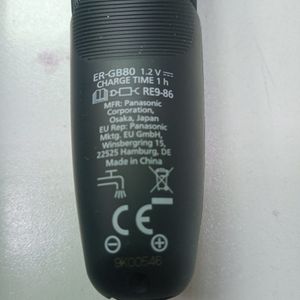 ER-GB80 1.2 V⎓
CHARGE TIME 1 h
RE9-86
MFR: Panasonic
Corporation,
Osaka, Japan
EU Rep: Panasonic
Mktg. EU GmbH,
Winsbergring 15,
22525 Hamburg, DE
Made in China
CE
9K00546